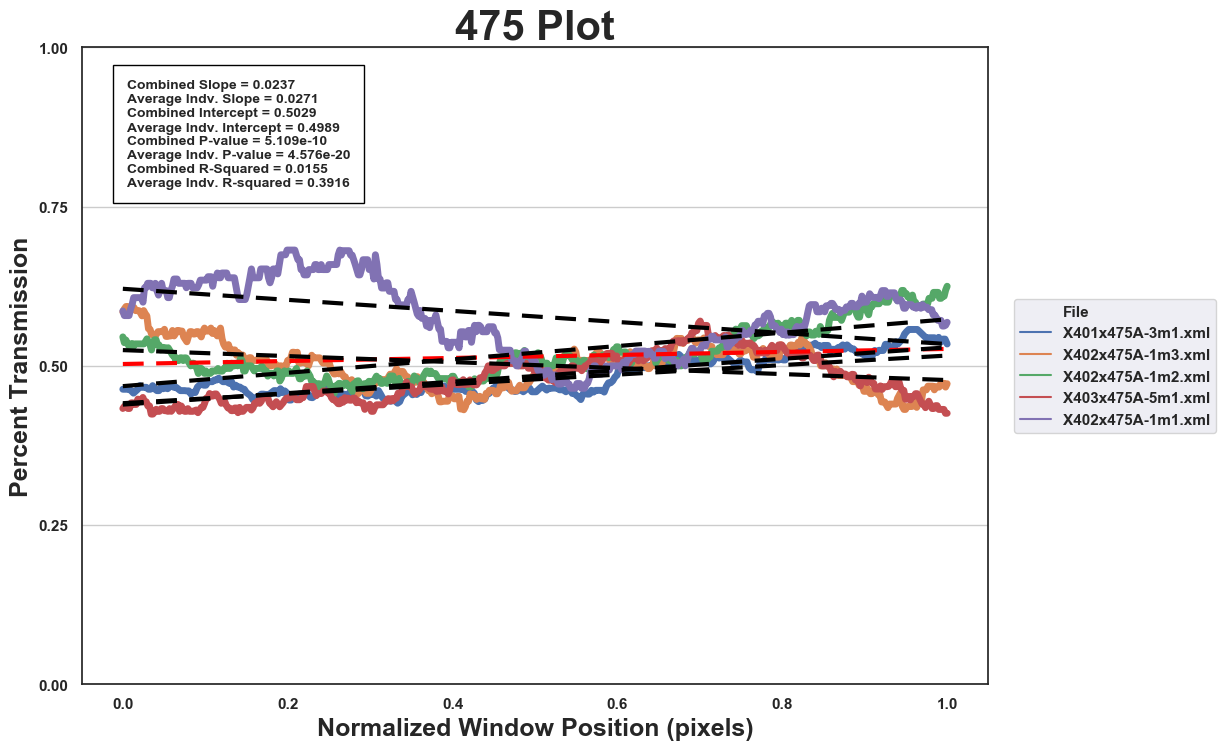 475 Plot
1.00
Combined Slope = 0.0237
Average Indv. Slope = 0.0271
Combined Intercept = 0.5029
Average Indv. Intercept = 0.4989
Combined P-value = 5.109e-10
Average Indv. P-value = 4.576e-20
Combined R-Squared = 0.0155
Average Indv. R-squared = 0.3916
0.75
0.50
0.25
0.00
Percent Transmission
0.0 0.2 0.4 0.6 0.8 1.0
Normalized Window Position (pixels)
File
X401x475A-3m1.xml
X402x475A-1m3.xml
X402x475A-1m2.xml
X403x475A-5m1.xml
X402x475A-1m1.xml